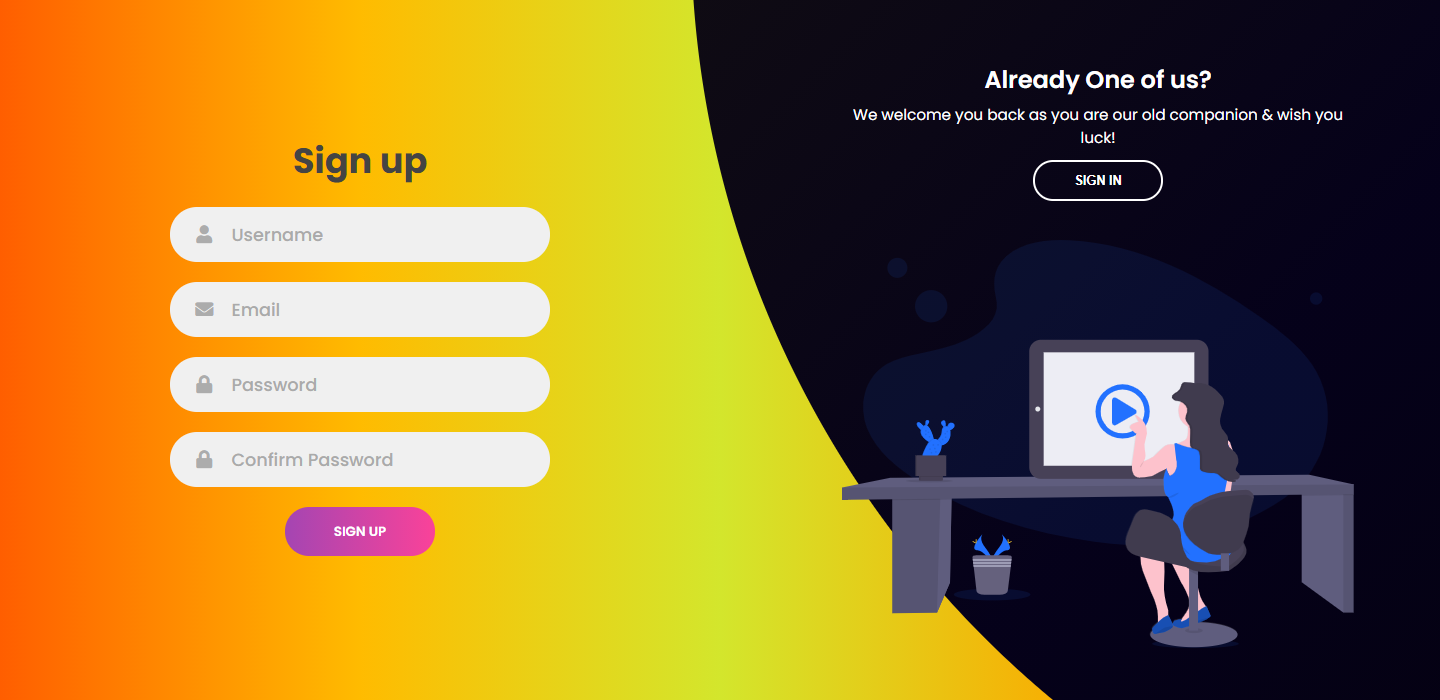 Sign up
Username
Email
Password
Confirm Password
SIGN UP
Already One of us?
We welcome you back as you are our old companion & wish you
luck!
SIGN IN